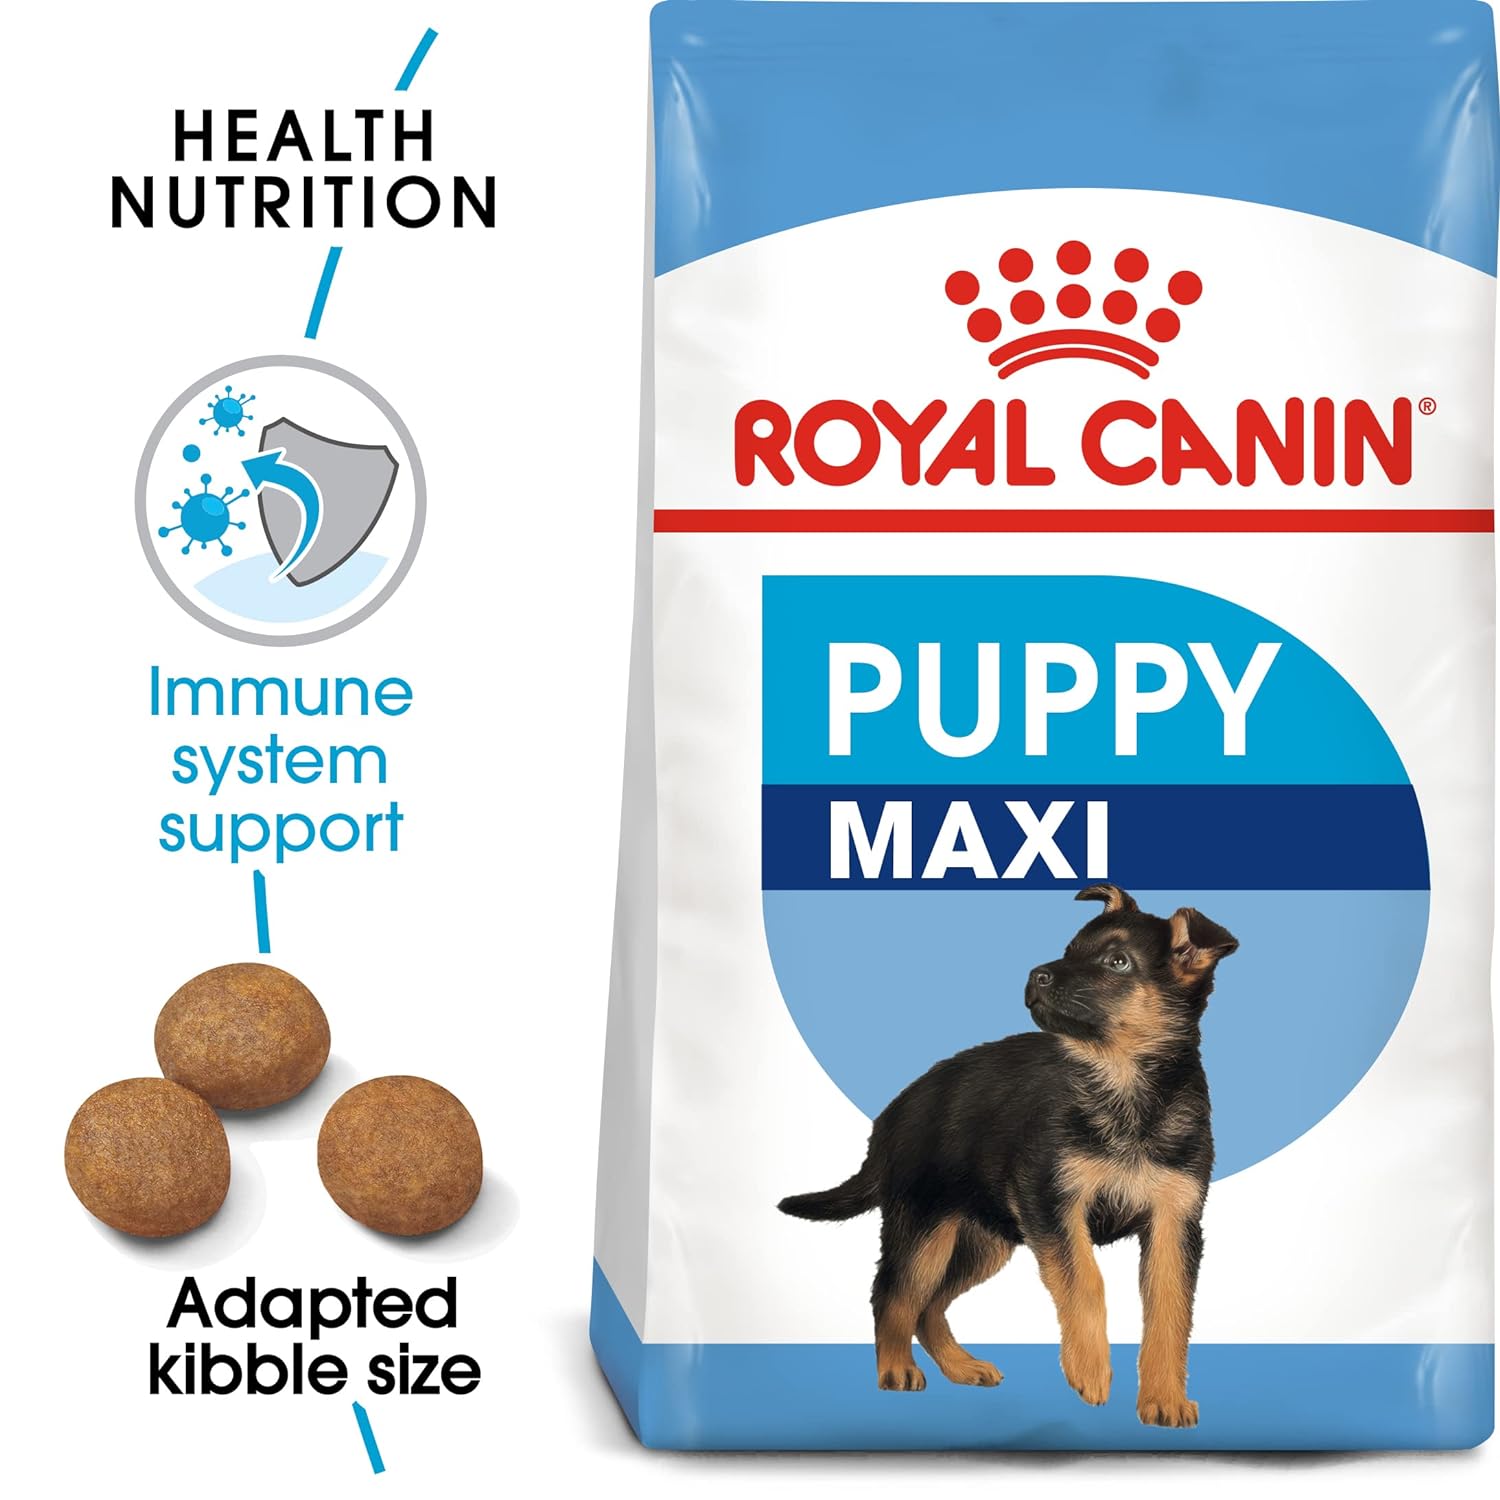 HEALTH
NUTRITION
Immune
system
support
Adapted
kibble size
ROYAL CANIN®
PUPPY
MAXI